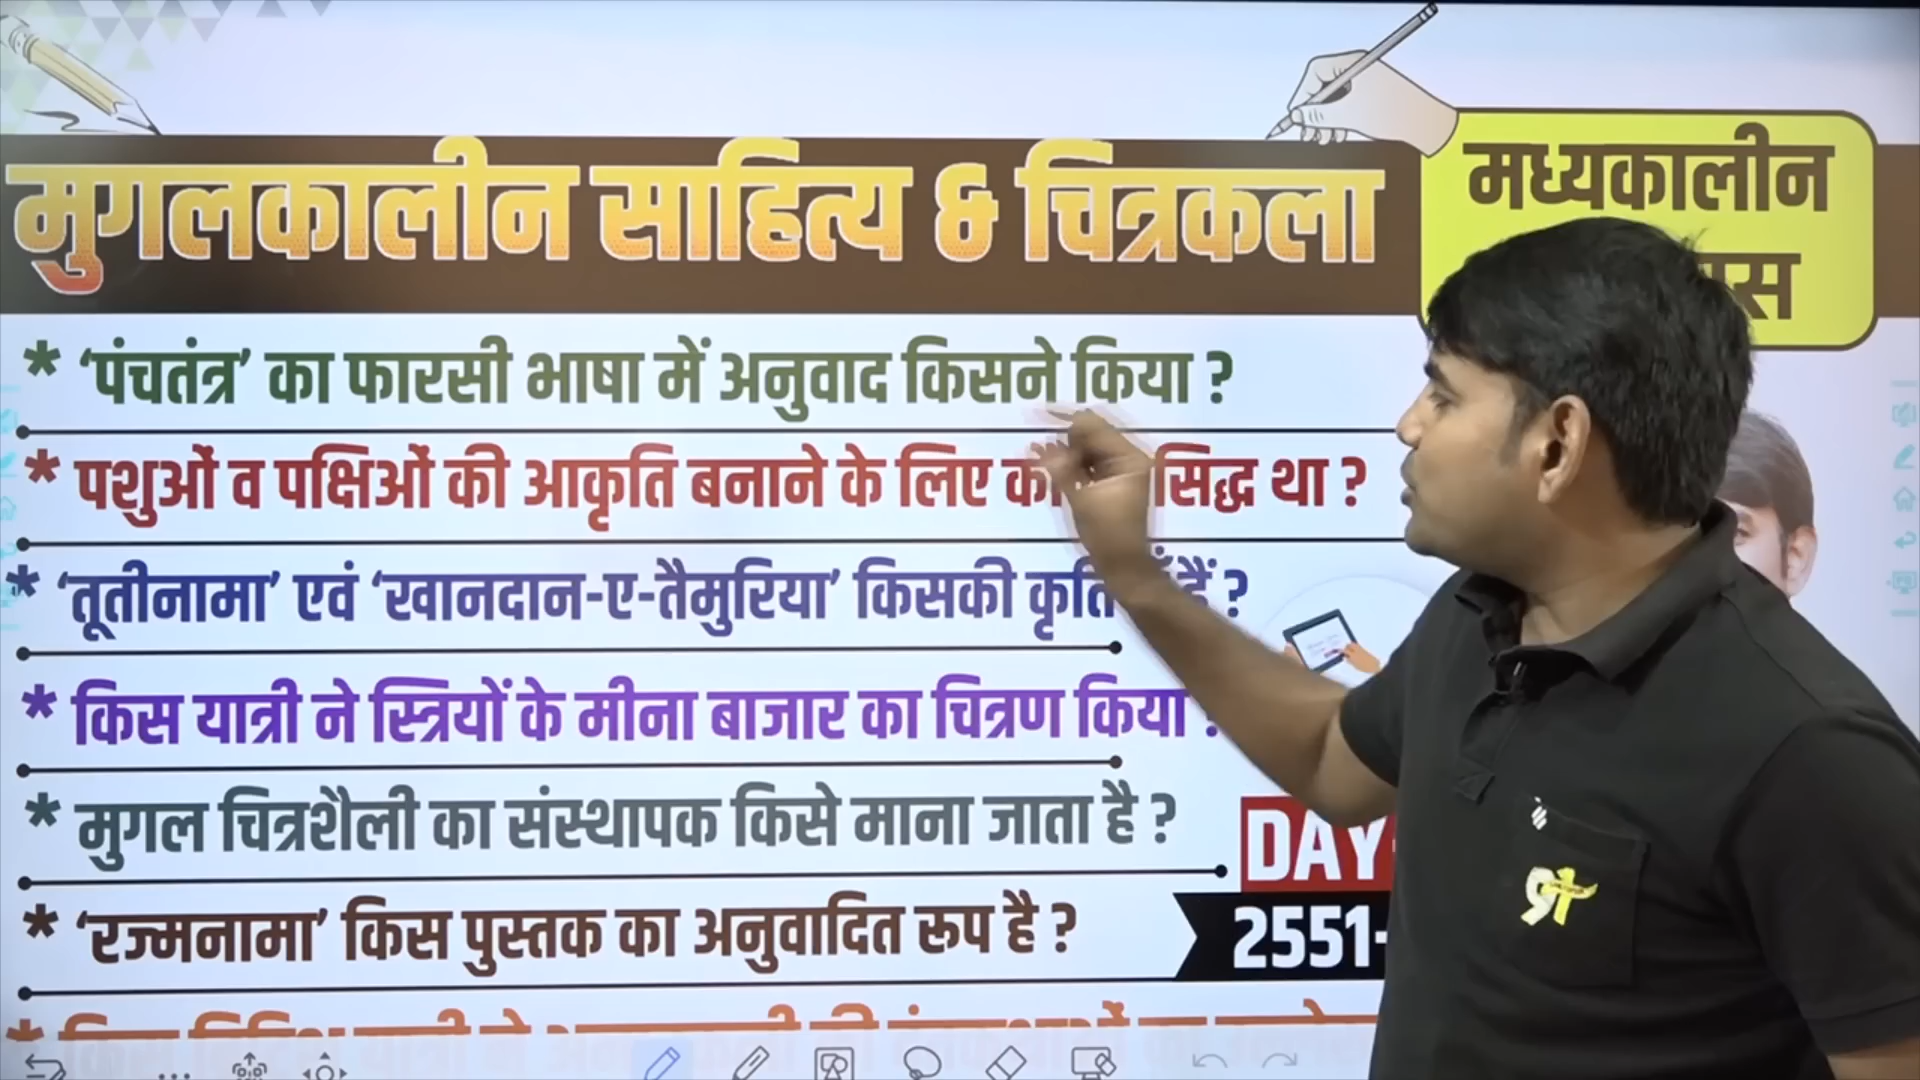 मुगलकालीन साहित्य & चित्रकला
मध्यकालीन
* ‘पंचतंत्र’ का फारसी भाषा में अनुवाद किसने किया ?
* पशुओं व पक्षिओं की आकृति बनाने के लिए सिद्ध था ?
* ‘तूतीनामा’ एवं ‘खानदान-ए-तैमुरिया’ किसकी हैं ?
* किस यात्री ने स्त्रियों के मीना बाजार का चित्रण किया ?
* मुगल चित्रशैली का संस्थापक किसे माना जाता है ?
* ‘रज्मनामा’ किस पुस्तक का अनुवादित रूप है ?
DAY-
2551-